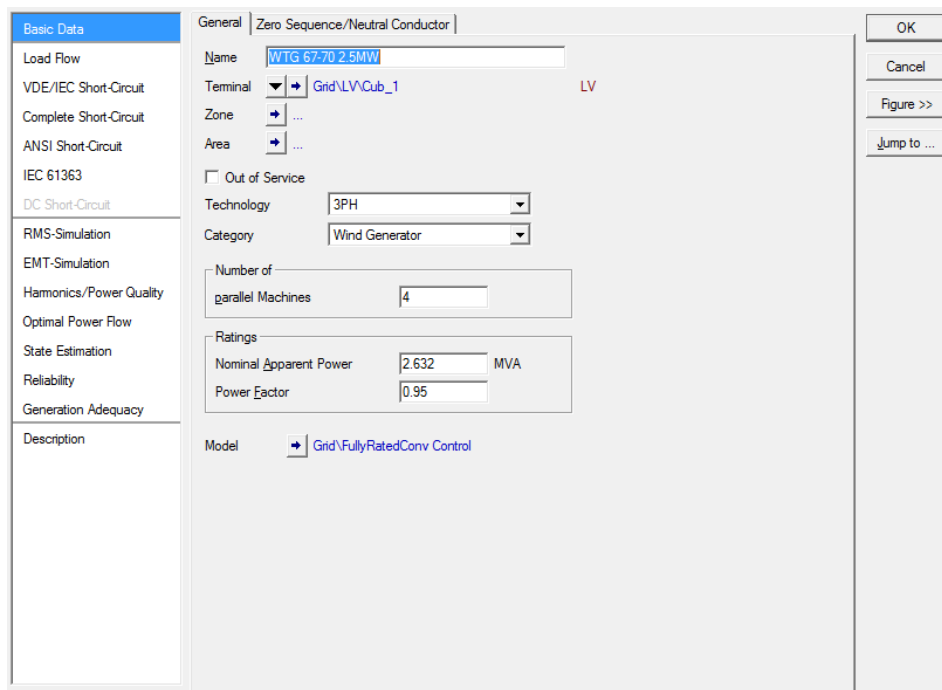 Basic Data
Load Flow
VDE/IEC Short-Circuit
Complete Short-Circuit
ANSI Short-Circuit
IEC 61363
DC Short-Circuit
RMS-Simulation
EMT-Simulation
Harmonics/Power Quality
Optimal Power Flow
State Estimation
Reliability
Generation Adequacy
Description
General
Zero Sequence/Neutral Conductor
Name WTG 67-70 2.5MW
Terminal Grid\LV\Cub_1 LV
Zone ...
Area ...
Out of Service
Technology 3PH
Category Wind Generator
Number of
parallel Machines 4
Ratings
Nominal Apparent Power 2.632 MVA
Power Factor 0.95
Model Grid\FullyRatedConv Control
OK
Cancel
Figure >>
Jump to ...